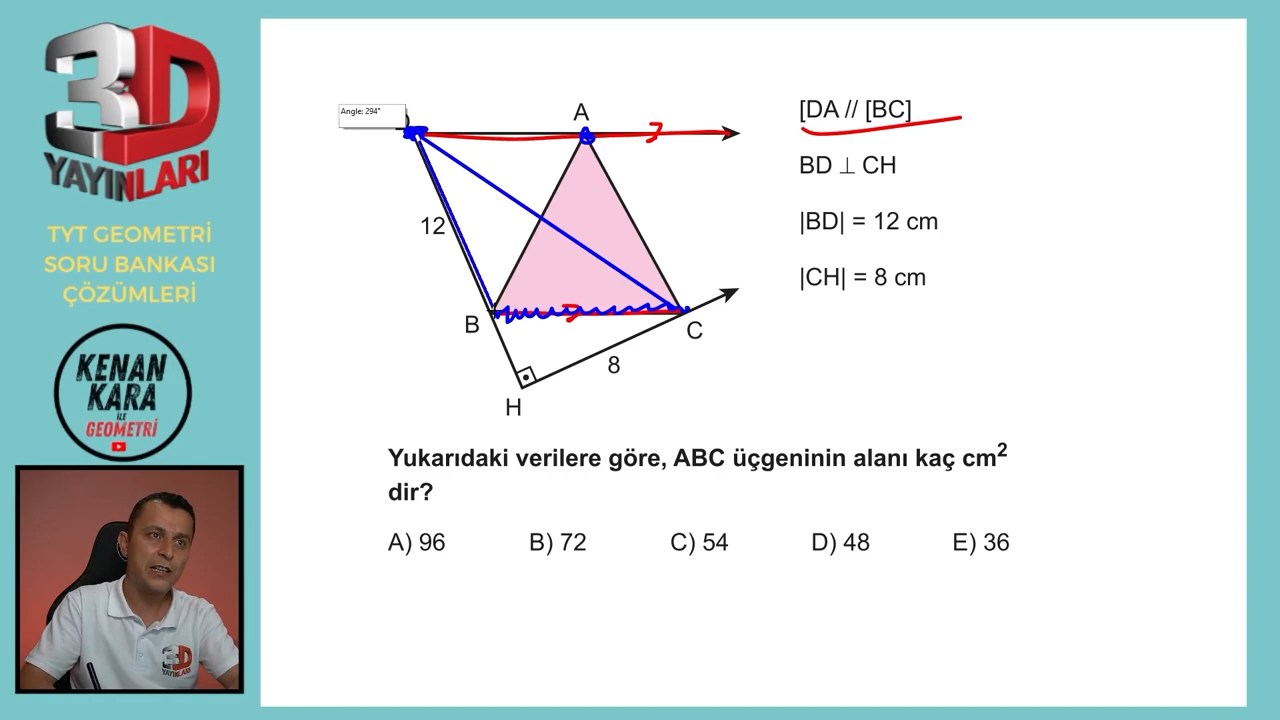 3D
YAYINLARI
TYT GEOMETRİ
SORU BANKASI
ÇÖZÜMLERİ
KENAN
KARA
İLE
GEOMETRİ
3D
YAYINLARI
Angle: 294°
A
12
B
C
8
H
[DA // [BC]
BD ⊥ CH
|BD| = 12 cm
|CH| = 8 cm
Yukarıdaki verilere göre, ABC üçgeninin alanı kaç cm²
dir?
A) 96 B) 72 C) 54 D) 48 E) 36